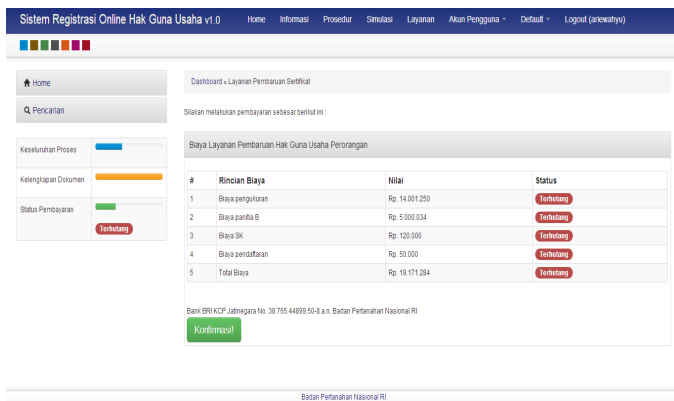 Sistem Registrasi Online Hak Guna Usaha v1.0 Home Informasi Prosedur Simulasi Layanan Akun Pengguna Default Logout (ariewahyu)
Home
Pencarian
Keseluruhan Proses
Kelengkapan Dokumen
Status Pembayaran
Terhutang
Dashboard » Layanan Pembaruan Sertifikat
Silakan melakukan pembayaran sebesar berikut ini :
Biaya Layanan Pembaruan Hak Guna Usaha Perorangan
# Rincian Biaya Nilai Status
1 Biaya pengukuran Rp. 14.001.250 Terhutang
2 Biaya panitia B Rp. 5.000.034 Terhutang
3 Biaya SK Rp. 120.000 Terhutang
4 Biaya pendaftaran Rp. 50.000 Terhutang
5 Total Biaya Rp. 19.171.284 Terhutang
Bank BRI KCP Jatinegara No. 38.765.44899.50-8 a.n. Badan Pertanahan Nasional RI
Konfirmasi!
Badan Pertanahan Nasional RI